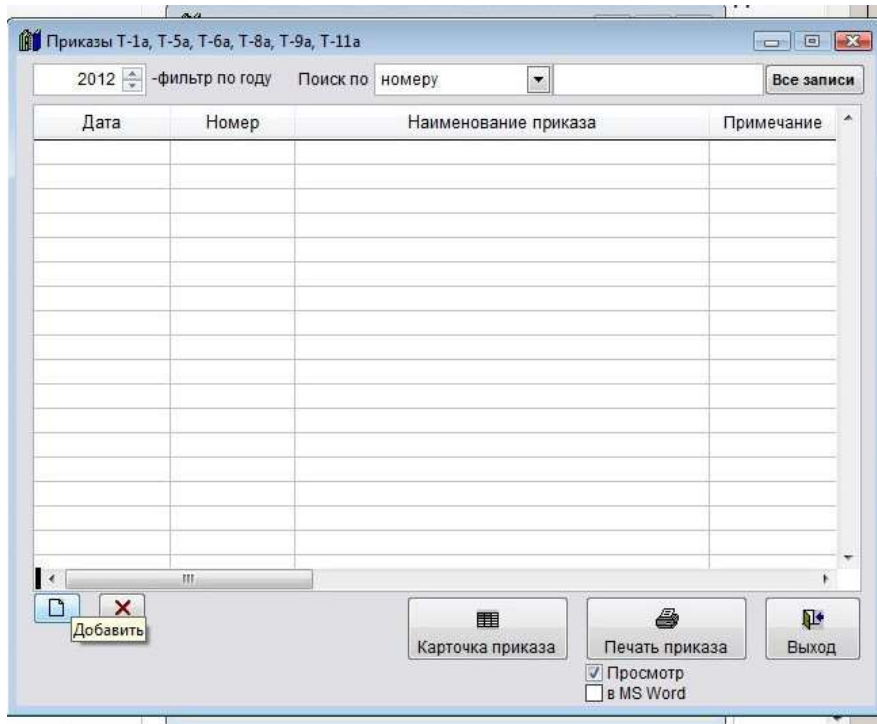 Приказы Т-1а, Т-5а, Т-6а, Т-8а, Т-9а, Т-11а
2012 -фильтр по году Поиск по номеру Все записи
Дата Номер Наименование приказа Примечание
Добавить
Карточка приказа Печать приказа Выход
Просмотр
в MS Word